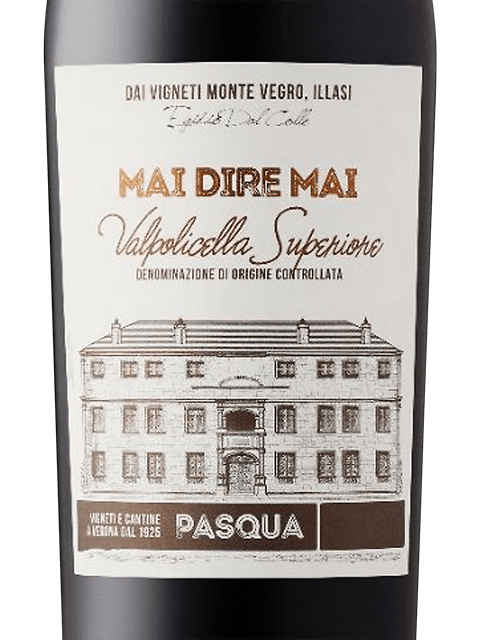 DAI VIGNETI MONTE VEGRO, ILLASI
MAI DIRE MAI
Valpolicella Superiore
DENOMINAZIONE DI ORIGINE CONTROLLATA
VIGNETI E CANTINE
A VERONA DAL 1925
PASQUA